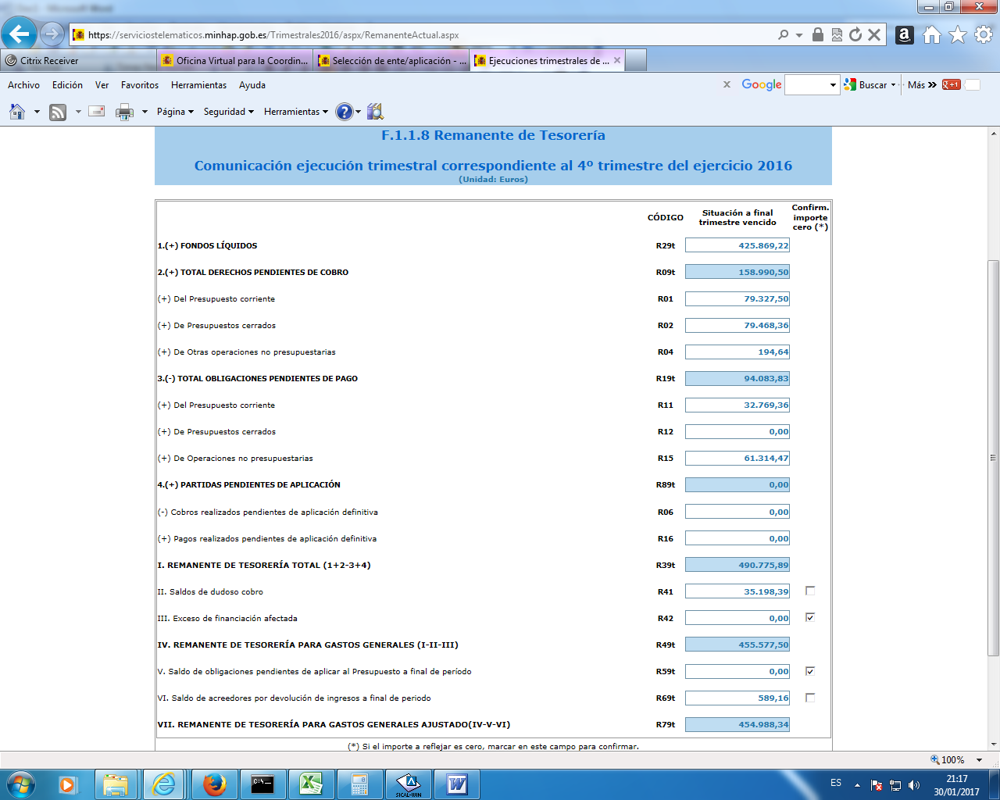 https://serviciostelematicos.minhap.gob.es/Trimestrales2016/aspx/RemanenteActual.aspx
Citrix Receiver
Oficina Virtual para la Coordin...
Selección de ente/aplicación - ...
Ejecuciones trimestrales de ...
Archivo Edición Ver Favoritos Herramientas Ayuda
x Google Buscar Más »
Página Seguridad Herramientas
F.1.1.8 Remanente de Tesorería
Comunicación ejecución trimestral correspondiente al 4º trimestre del ejercicio 2016
(Unidad: Euros)
CÓDIGO Situación a final trimestre vencido Confirm. importe cero (*)
1.(+) FONDOS LÍQUIDOS R29t 425.869,22
2.(+) TOTAL DERECHOS PENDIENTES DE COBRO R09t 158.990,50
(+) Del Presupuesto corriente R01 79.327,50
(+) De Presupuestos cerrados R02 79.468,36
(+) De Otras operaciones no presupuestarias R04 194,64
3.(-) TOTAL OBLIGACIONES PENDIENTES DE PAGO R19t 94.083,83
(+) Del Presupuesto corriente R11 32.769,36
(+) De Presupuestos cerrados R12 0,00
(+) De Operaciones no presupuestarias R15 61.314,47
4.(+) PARTIDAS PENDIENTES DE APLICACIÓN R89t 0,00
(-) Cobros realizados pendientes de aplicación definitiva R06 0,00
(+) Pagos realizados pendientes de aplicación definitiva R16 0,00
I. REMANENTE DE TESORERÍA TOTAL (1+2-3+4) R39t 490.775,89
II. Saldos de dudoso cobro R41 35.198,39
III. Exceso de financiación afectada R42 0,00
IV. REMANENTE DE TESORERÍA PARA GASTOS GENERALES (I-II-III) R49t 455.577,50
V. Saldo de obligaciones pendientes de aplicar al Presupuesto a final de período R59t 0,00
VI. Saldo de acreedores por devolución de ingresos a final de periodo R69t 589,16
VII. REMANENTE DE TESORERÍA PARA GASTOS GENERALES AJUSTADO(IV-V-VI) R79t 454.988,34
(*) Si el importe a reflejar es cero, marcar en este campo para confirmar.
100%
C:\_
SICAL-WIN
ES
21:17
30/01/2017